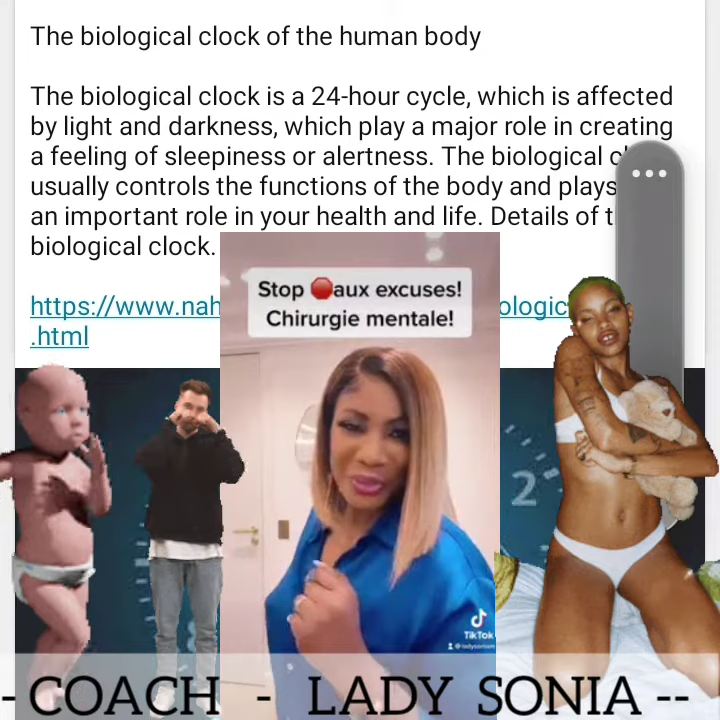 The biological clock of the human body
The biological clock is a 24-hour cycle, which is affected
by light and darkness, which play a major role in creating
a feeling of sleepiness or alertness. The biological
usually controls the functions of the body and plays
an important role in your health and life. Details of
biological clock.
https://www.nah
.html
Stop 🛑aux excuses!
Chirurgie mentale!
2
TikTok
- COACH - LADY SONIA --